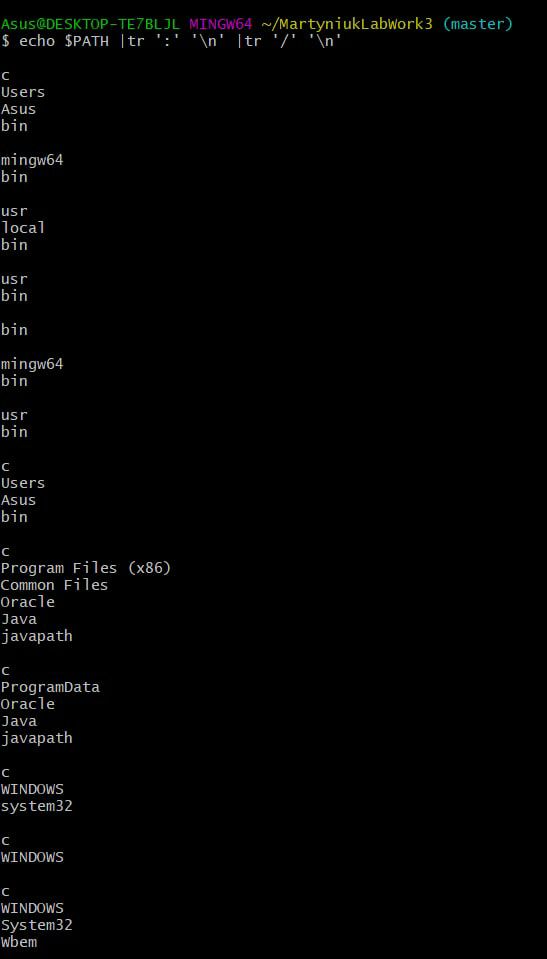 Asus@DESKTOP-TE7BLJL MINGW64 ~/MartyniukLabWork3 (master)
$ echo $PATH |tr ':' '\n' |tr '/' '\n'
c
Users
Asus
bin
mingw64
bin
usr
local
bin
usr
bin
bin
mingw64
bin
usr
bin
c
Users
Asus
bin
c
Program Files (x86)
Common Files
Oracle
Java
javapath
c
ProgramData
Oracle
Java
javapath
c
WINDOWS
system32
c
WINDOWS
c
WINDOWS
System32
Wbem